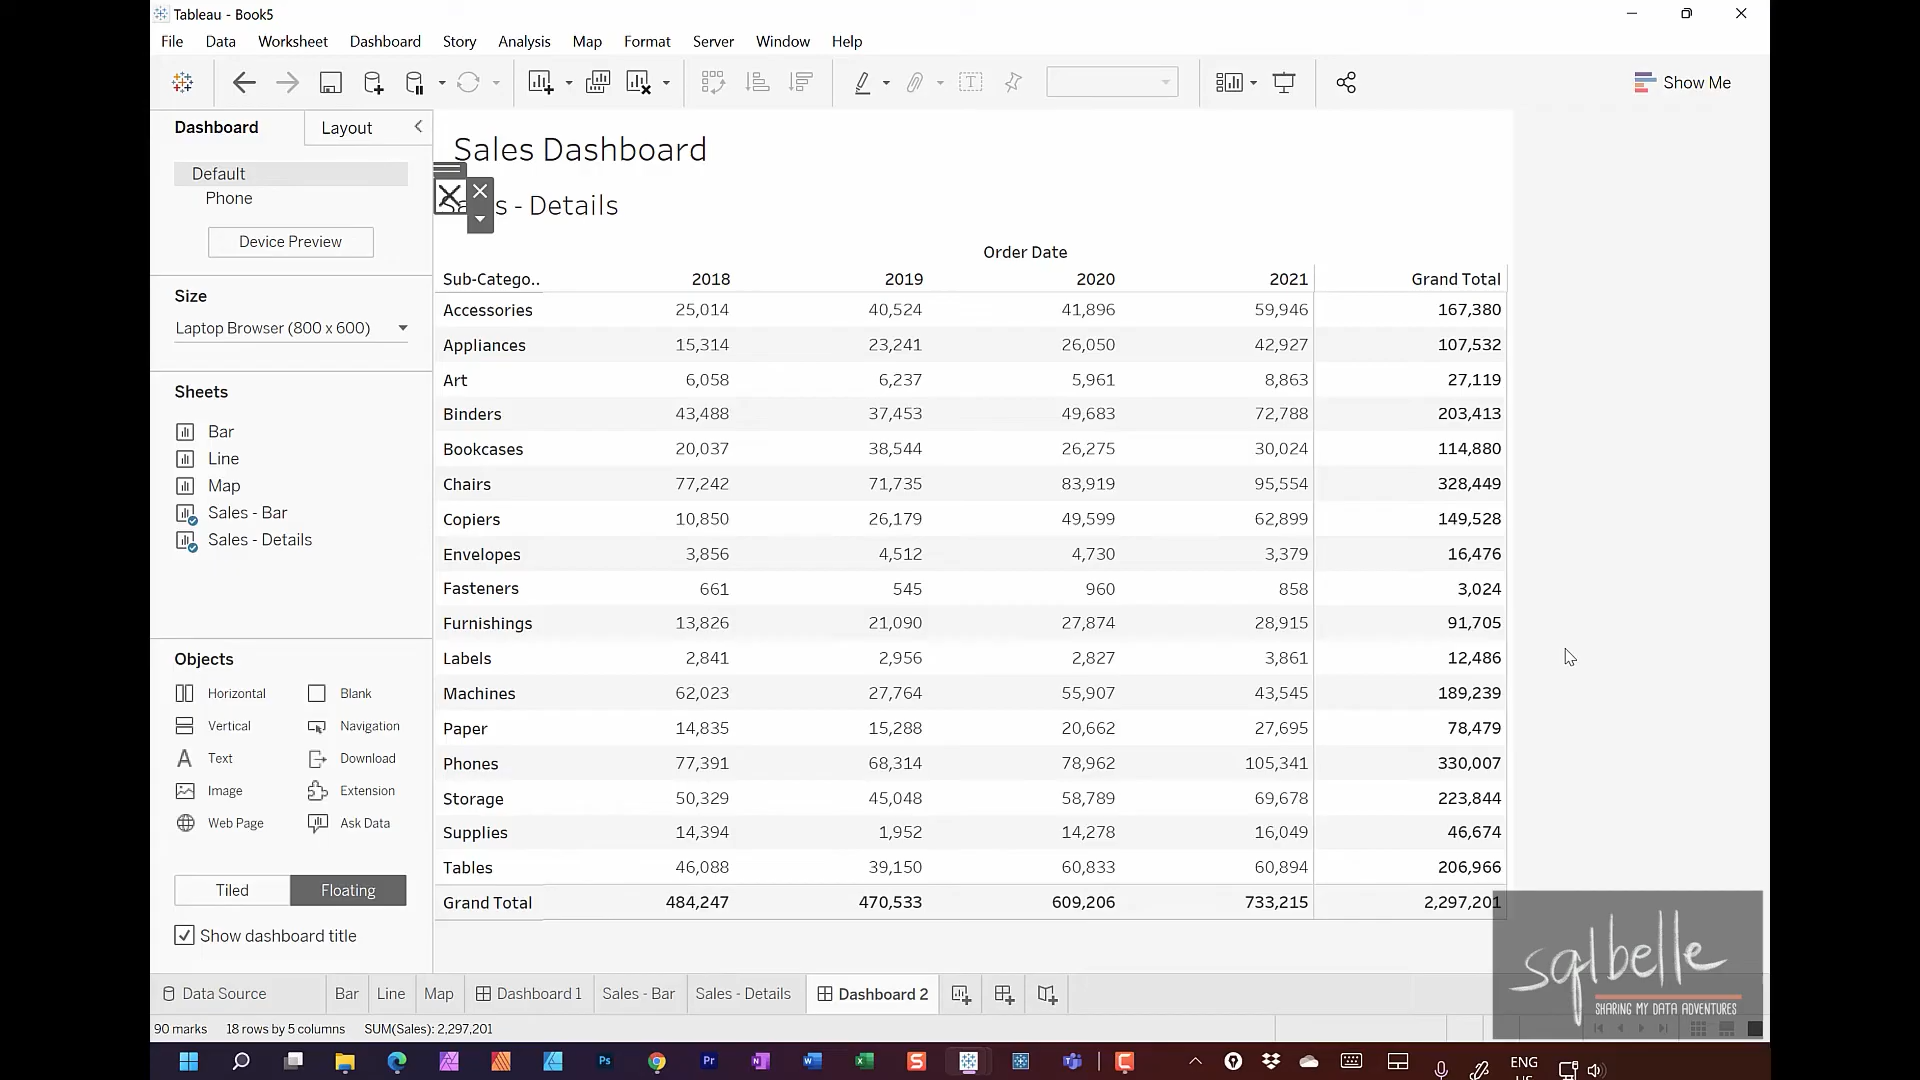 Tableau - Book5
File Data Worksheet Dashboard Story Analysis Map Format Server Window Help
Show Me
Dashboard Layout
Default
Phone
Device Preview
Size
Laptop Browser (800 x 600)
Sheets
Bar
Line
Map
Sales - Bar
Sales - Details
Objects
Horizontal Blank
Vertical Navigation
Text Download
Image Extension
Web Page Ask Data
Tiled Floating
Show dashboard title
Sales Dashboard
s - Details
Order Date
Sub-Catego.. 2018 2019 2020 2021 Grand Total
Accessories 25,014 40,524 41,896 59,946 167,380
Appliances 15,314 23,241 26,050 42,927 107,532
Art 6,058 6,237 5,961 8,863 27,119
Binders 43,488 37,453 49,683 72,788 203,413
Bookcases 20,037 38,544 26,275 30,024 114,880
Chairs 77,242 71,735 83,919 95,554 328,449
Copiers 10,850 26,179 49,599 62,899 149,528
Envelopes 3,856 4,512 4,730 3,379 16,476
Fasteners 661 545 960 858 3,024
Furnishings 13,826 21,090 27,874 28,915 91,705
Labels 2,841 2,956 2,827 3,861 12,486
Machines 62,023 27,764 55,907 43,545 189,239
Paper 14,835 15,288 20,662 27,695 78,479
Phones 77,391 68,314 78,962 105,341 330,007
Storage 50,329 45,048 58,789 69,678 223,844
Supplies 14,394 1,952 14,278 16,049 46,674
Tables 46,088 39,150 60,833 60,894 206,966
Grand Total 484,247 470,533 609,206 733,215 2,297,201
sqlbelle
SHARING MY DATA ADVENTURES
Data Source Bar Line Map Dashboard 1 Sales - Bar Sales - Details Dashboard 2
90 marks 18 rows by 5 columns SUM(Sales): 2,297,201
ENG